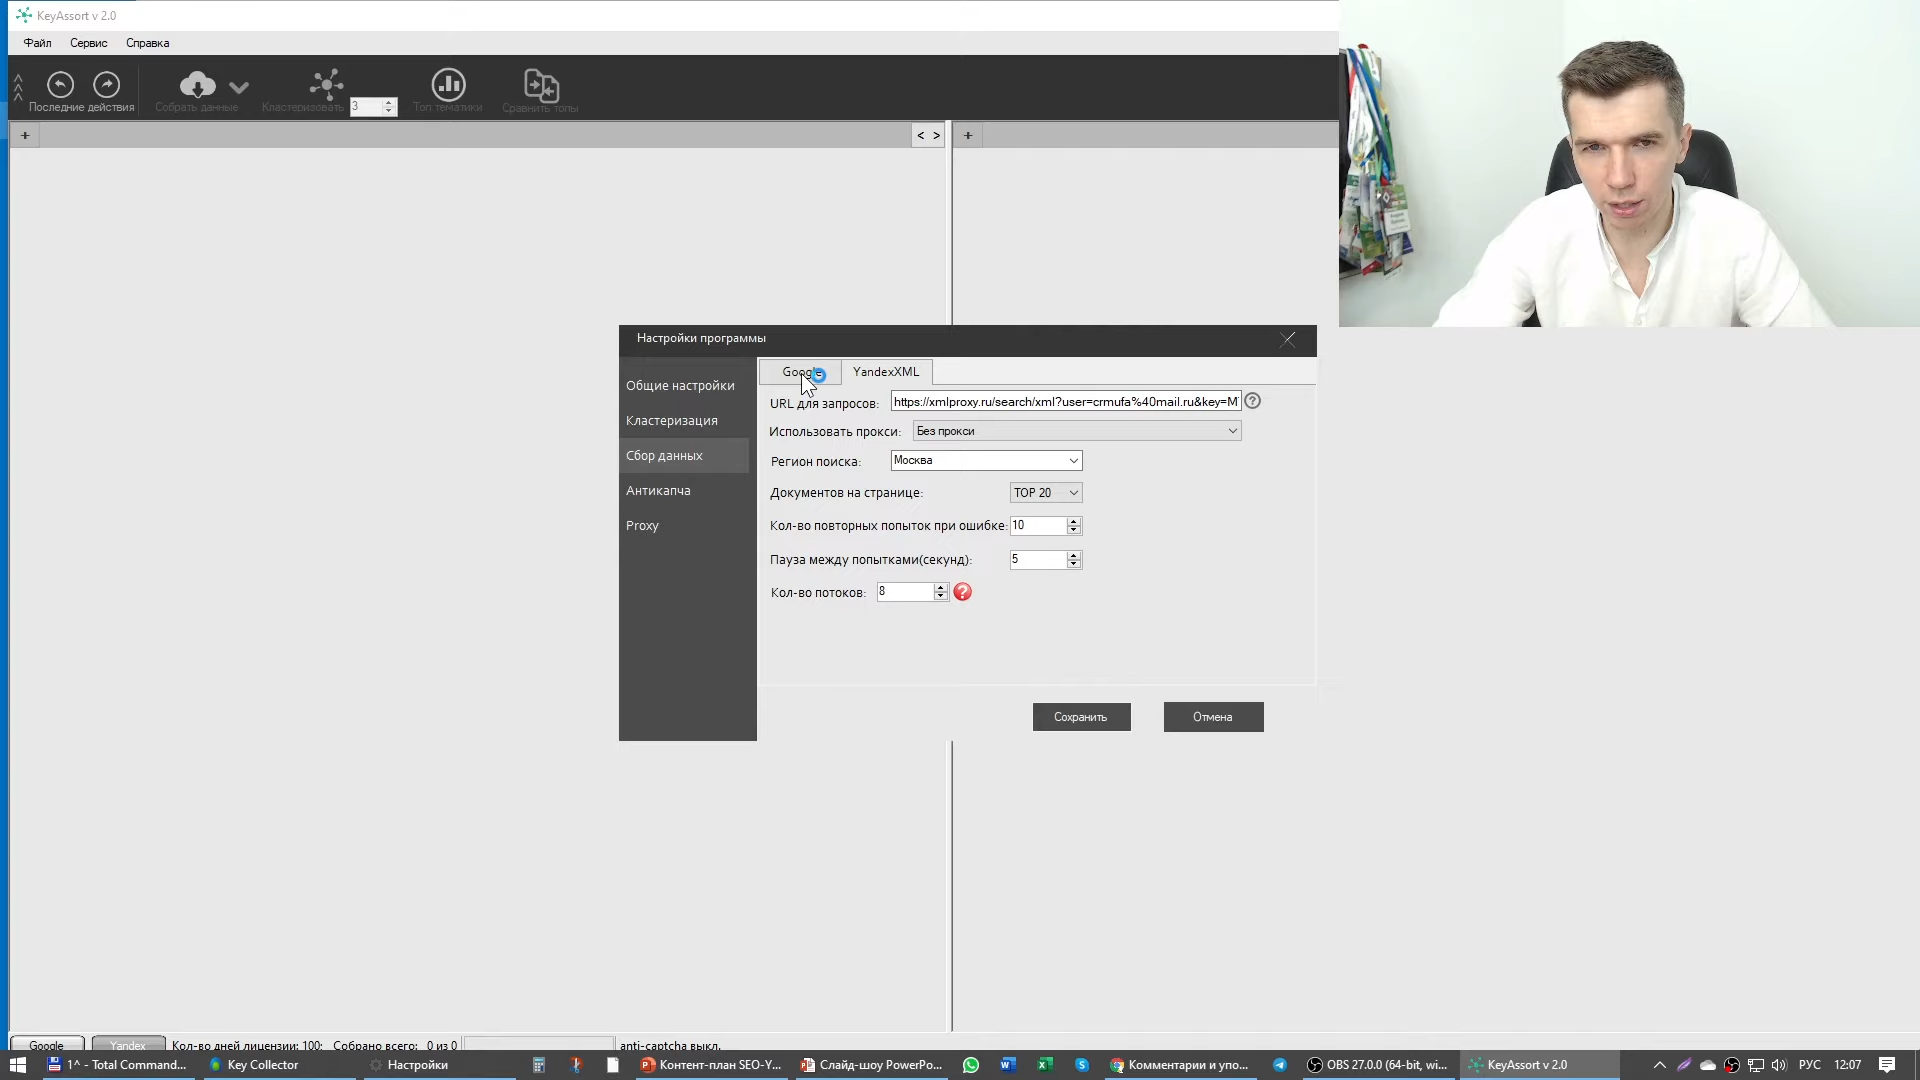 KeyAssort v 2.0
Файл Сервис Справка
Последние действия Собрать данные Кластеризовать 3 Топ тематики Сравнить топы
+ < > +
Настройки программы
Google YandexXML
Общие настройки
URL для запросов: https://xmlproxy.ru/search/xml?user=crmufa%40mail.ru&key=M
Кластеризация
Использовать прокси: Без прокси
Сбор данных
Регион поиска: Москва
Антикапча
Документов на странице: TOP 20
Proxy
Кол-во повторных попыток при ошибке: 10
Пауза между попытками(секунд): 5
Кол-во потоков: 8
Сохранить Отмена
Google Yandex Кол-во дней лицензии: 100; Собрано всего: 0 из 0 anti-captcha выкл.
1^ - Total Command... Key Collector Настройки Контент-план SEO-Y... Слайд-шоу PowerPo... Комментарии и упо... OBS 27.0.0 (64-bit, wi... KeyAssort v 2.0 РУС 12:07